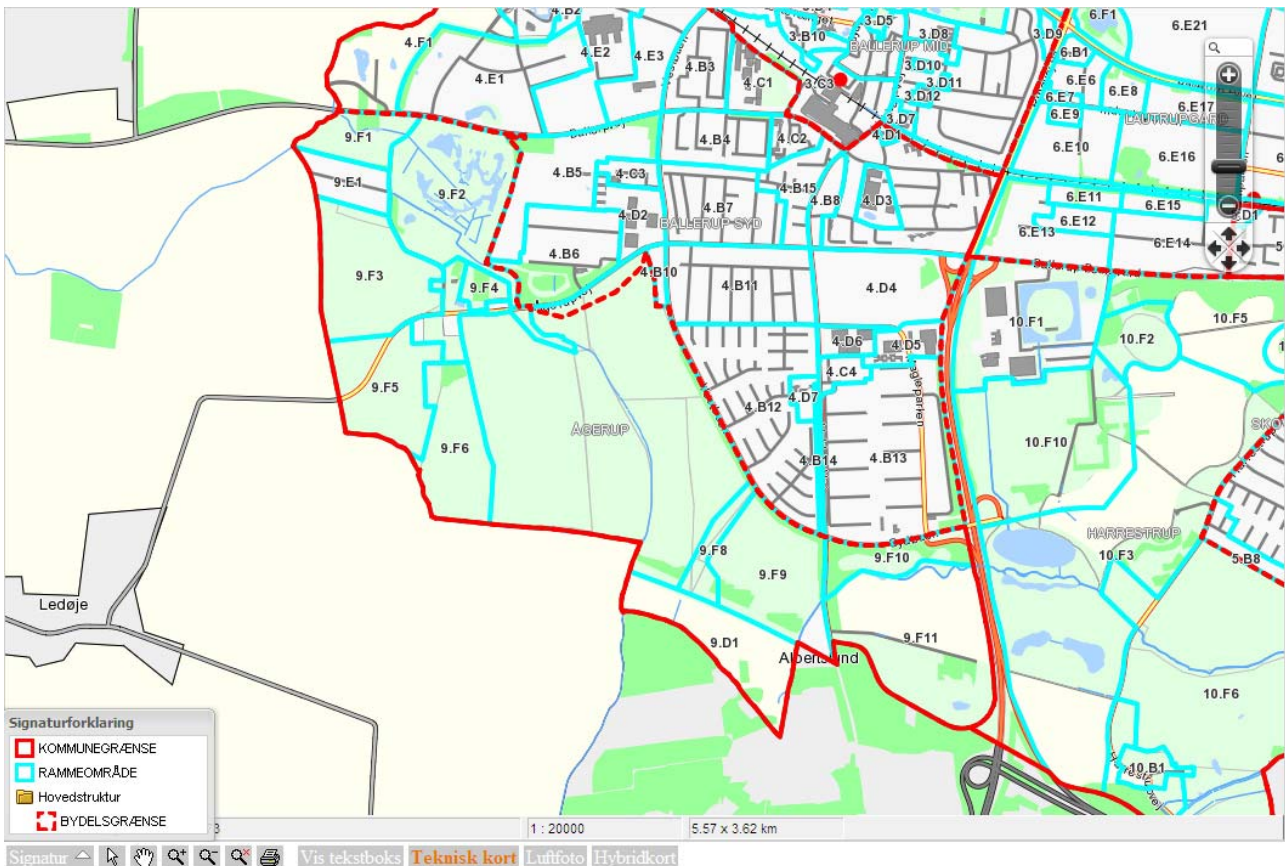 4.B2
3.D5
6.F1
6.E21
4.F1
4.E2
4.E3
3.B10
3.D8
3.D9
6.B1
BALLERUP MIDT
4.E1
4.B3
4.C1
3.C3
3.D10
3.D11
3.D12
6.E6
6.E7
6.E8
6.E9
6.E17
LAUTRUPGÅRD
3.D7
9.F1
4.B4
4.C2
4.D1
6.E10
6.E16
9.E1
9.F2
4.B5
4.C3
4.B15
4.B7
4.B8
4.D3
6.E11
6.E15
6.E12
4.D2
BALLERUP SYD
6.E13
6.E14
9.F3
4.B6
4.B10
4.B11
4.D4
9.F4
10.F1
10.F2
10.F5
4.D6
4.D5
4.C4
9.F5
4.D7
4.B12
ÅGERUP
9.F6
4.B14
4.B13
10.F10
9.F8
9.F9
9.F10
HARRESTRUP
10.F3
5.B8
Ledøje
9.D1
9.F11
Albertslund
10.F6
10.B1
Signaturforklaring
KOMMUNEGRÆNSE
RAMMEOMRÅDE
Hovedstruktur
BYDELSGRÆNSE
3
1 : 20000
5.57 x 3.62 km
Signatur
Vis tekstboks Teknisk kort Luftfoto Hybridkort